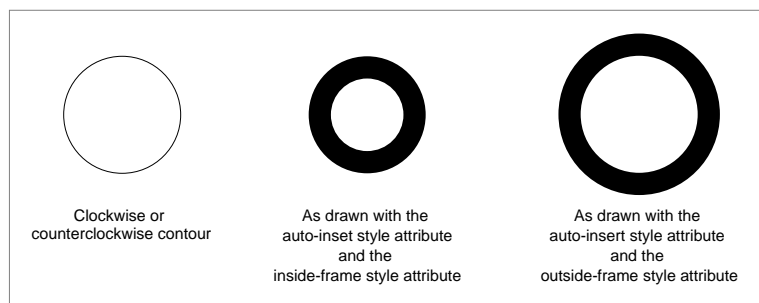 Clockwise or
counterclockwise contour
As drawn with the
auto-inset style attribute
and the
inside-frame style attribute
As drawn with the
auto-insert style attribute
and the
outside-frame style attribute